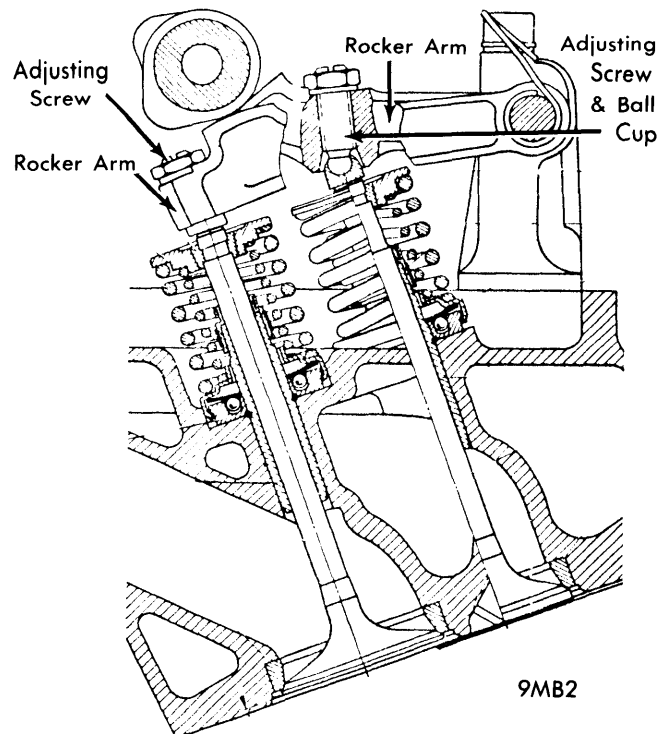 Adjusting
Screw
Rocker Arm
Rocker Arm
Adjusting
Screw
& Ball
Cup
9MB2